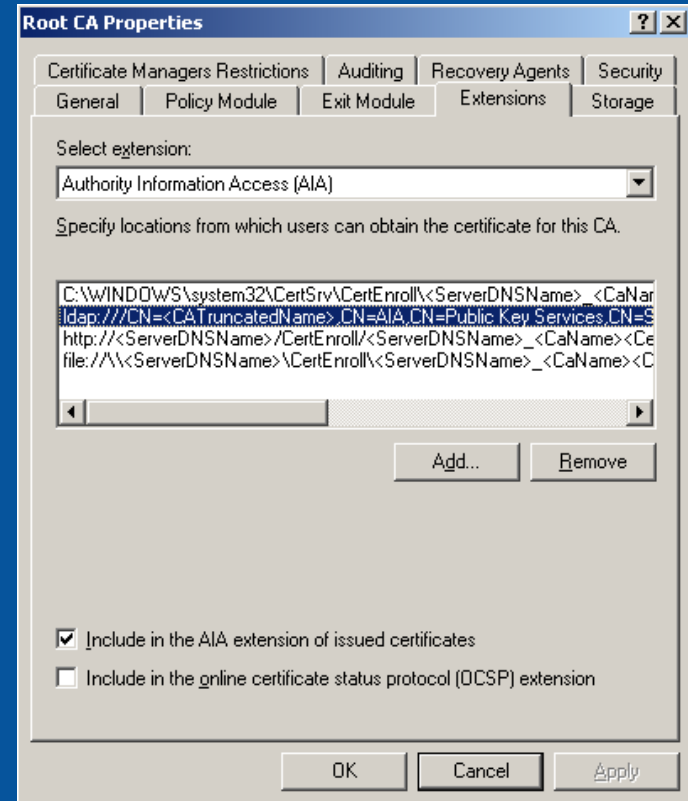 Root CA Properties
Certificate Managers Restrictions Auditing Recovery Agents Security
General Policy Module Exit Module Extensions Storage
Select extension:
Authority Information Access (AIA)
Specify locations from which users can obtain the certificate for this CA.
C:\WINDOWS\system32\CertSrv\CertEnroll\<ServerDNSName>_<CaNar
ldap:///CN=<CATruncatedName>,CN=AIA,CN=Public Key Services,CN=S
http://<ServerDNSName>/CertEnroll/<ServerDNSName>_<CaName><Ce
file://\\<ServerDNSName>\CertEnroll\<ServerDNSName>_<CaName><C
Add... Remove
Include in the AIA extension of issued certificates
Include in the online certificate status protocol (OCSP) extension
OK Cancel Apply